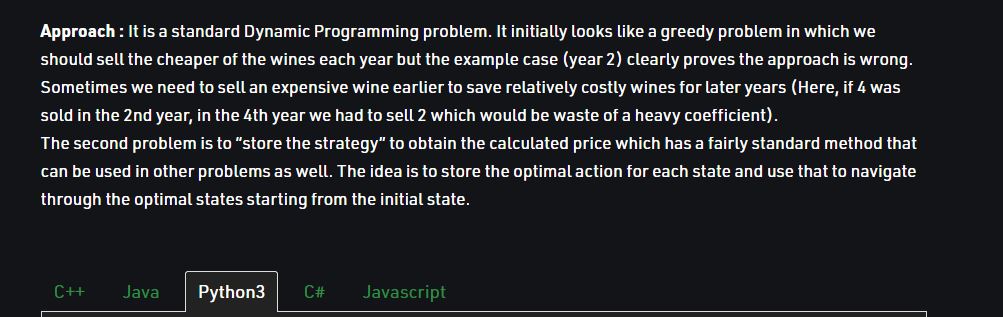 Approach : It is a standard Dynamic Programming problem. It initially looks like a greedy problem in which we
should sell the cheaper of the wines each year but the example case (year 2) clearly proves the approach is wrong.
Sometimes we need to sell an expensive wine earlier to save relatively costly wines for later years (Here, if 4 was
sold in the 2nd year, in the 4th year we had to sell 2 which would be waste of a heavy coefficient).
The second problem is to “store the strategy” to obtain the calculated price which has a fairly standard method that
can be used in other problems as well. The idea is to store the optimal action for each state and use that to navigate
through the optimal states starting from the initial state.
C++ Java Python3 C# Javascript